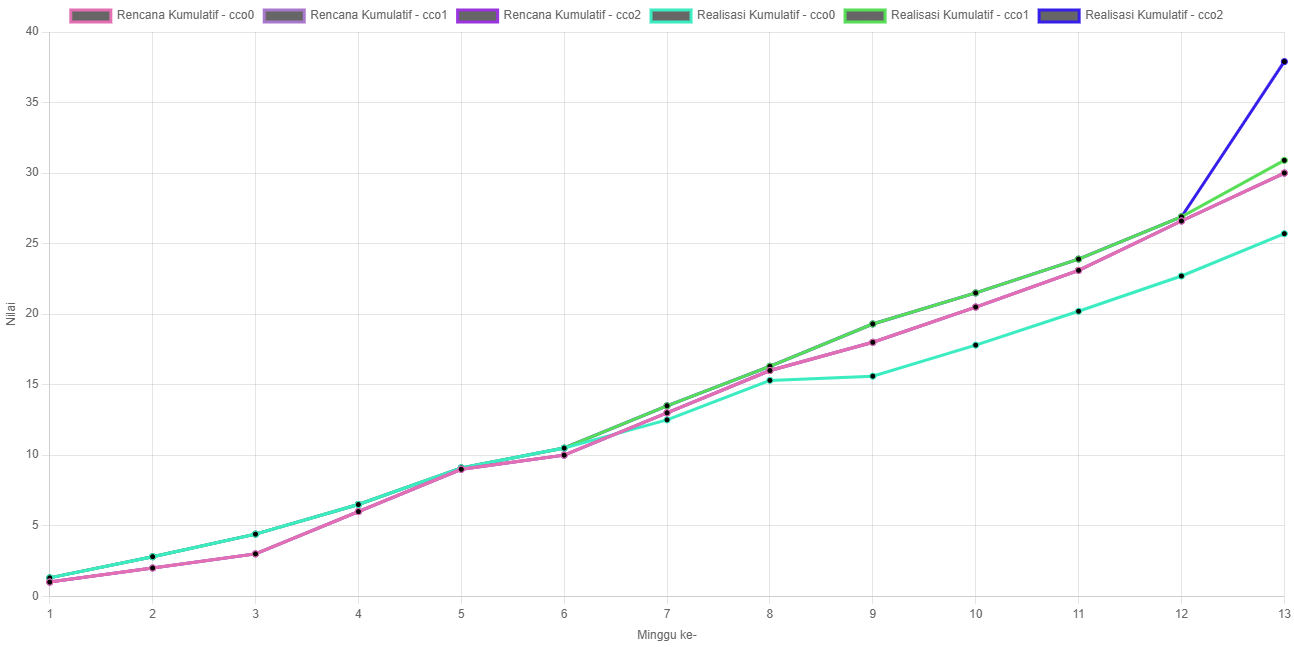 Rencana Kumulatif - cco0 Rencana Kumulatif - cco1 Rencana Kumulatif - cco2 Realisasi Kumulatif - cco0 Realisasi Kumulatif - cco1 Realisasi Kumulatif - cco2
40
35
30
25
20
15
10
5
0
Nilai
1 2 3 4 5 6 7 8 9 10 11 12 13
Minggu ke-